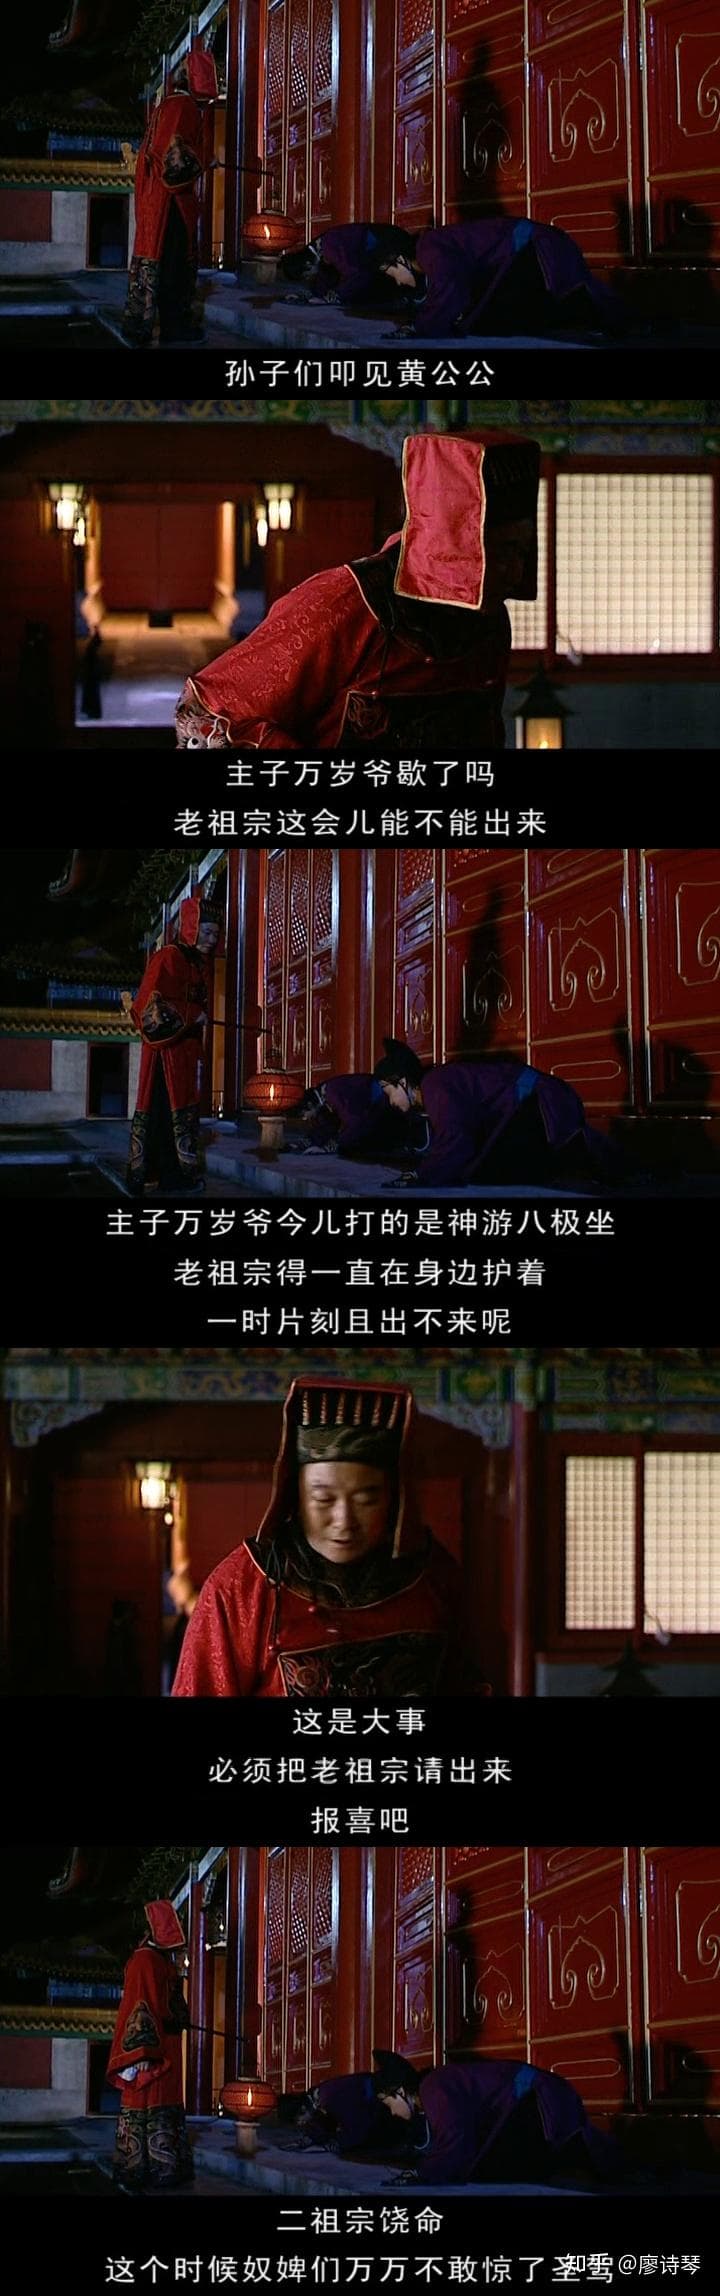 孙子们叩见黄公公
主子万岁爷歇了吗
老祖宗这会儿能不能出来
主子万岁爷今儿打的是神游八极坐
老祖宗得一直在身边护着
一时片刻且出不来呢
这是大事
必须把老祖宗请出来
报喜吧
二祖宗饶命
这个时候奴婢们万万不敢惊了圣驾
知乎 @廖诗琴